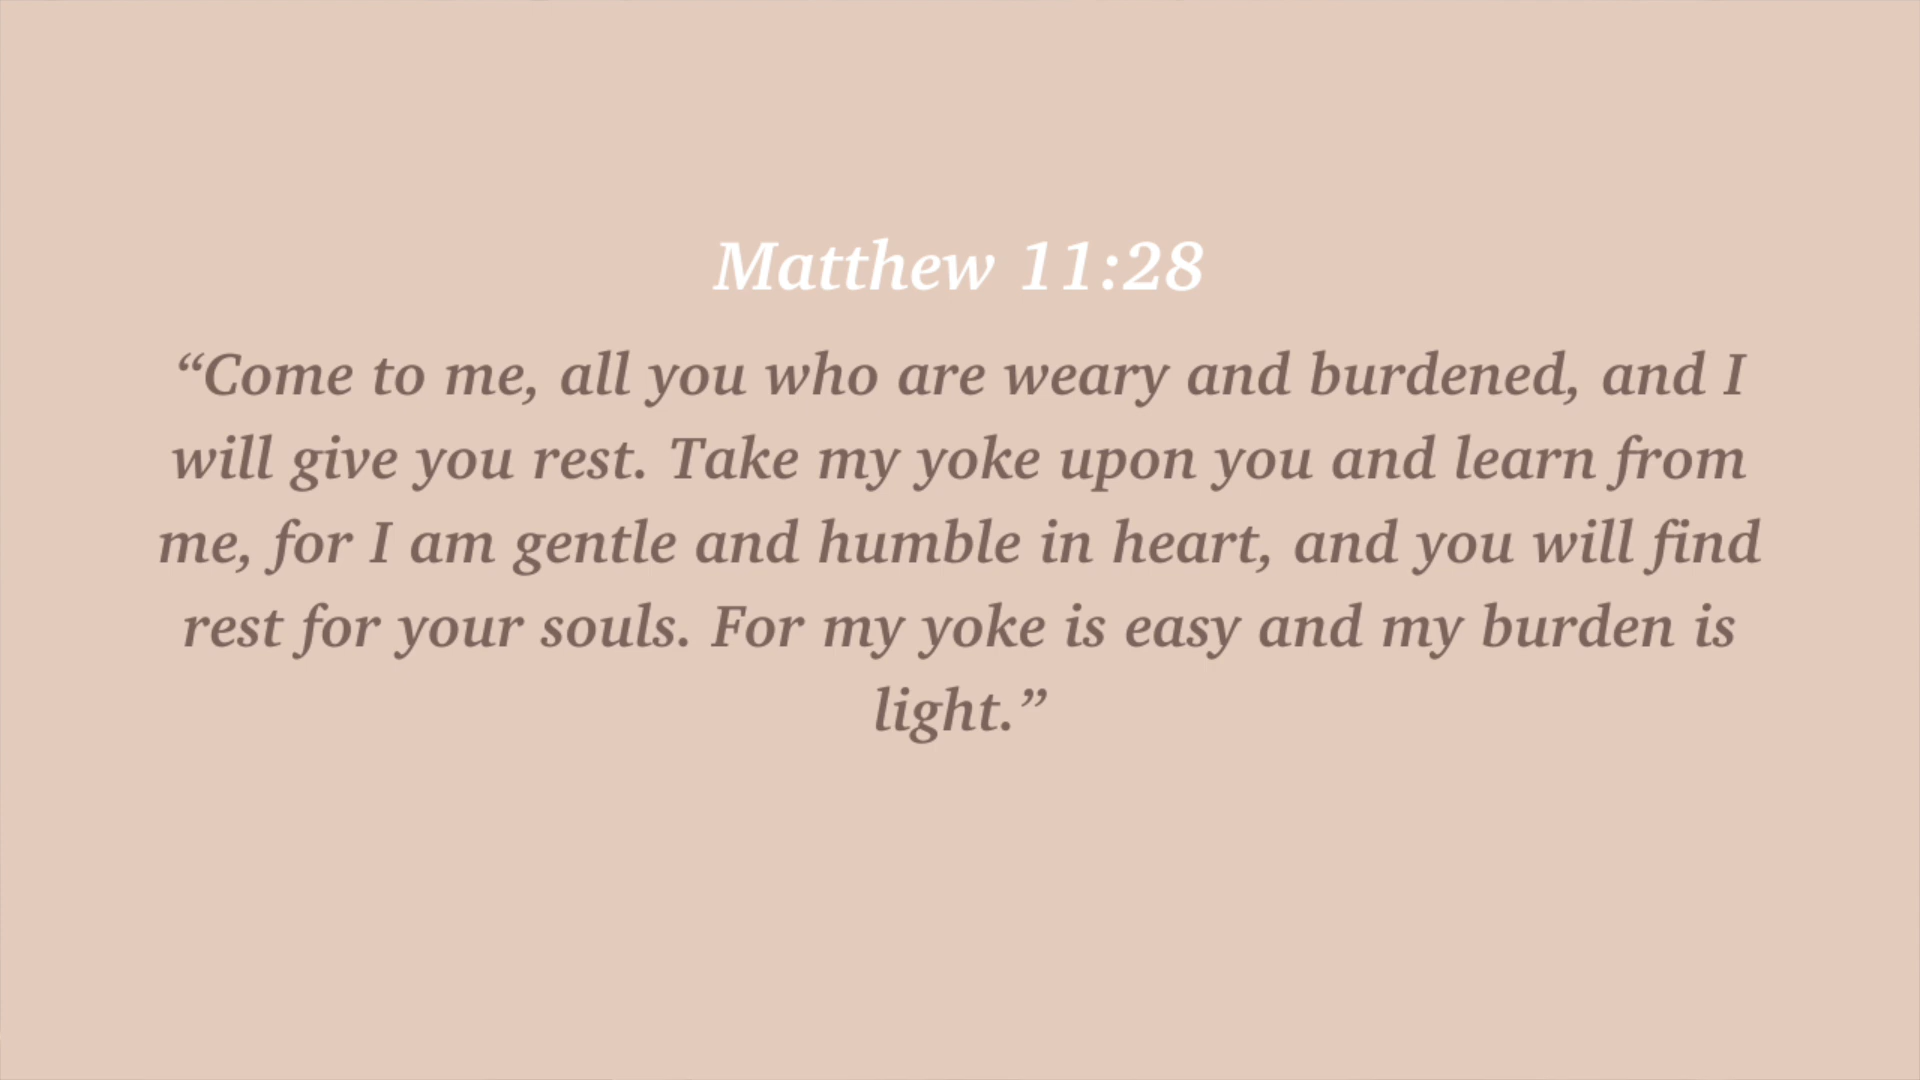 Matthew 11:28
“Come to me, all you who are weary and burdened, and I
will give you rest. Take my yoke upon you and learn from
me, for I am gentle and humble in heart, and you will find
rest for your souls. For my yoke is easy and my burden is
light.”